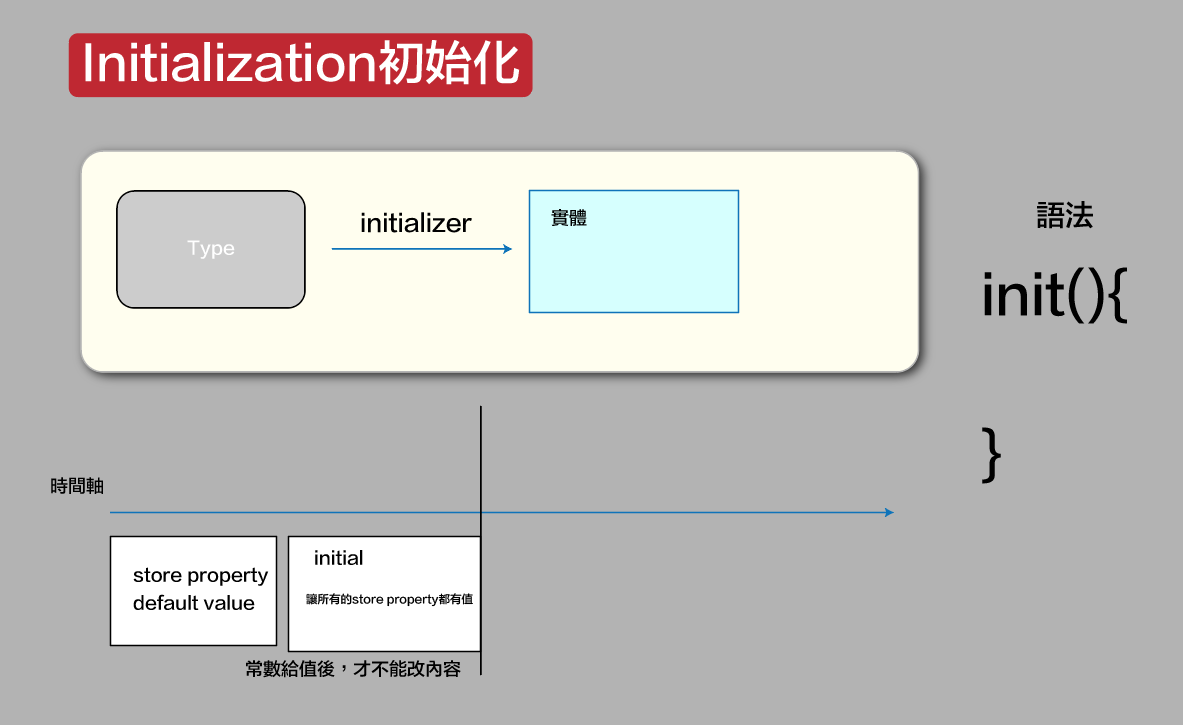 Initialization初始化
Type
initializer
實體
語法
init(){
}
時間軸
store property
default value
initial
讓所有的store property都有值
常數給值後，才不能改內容